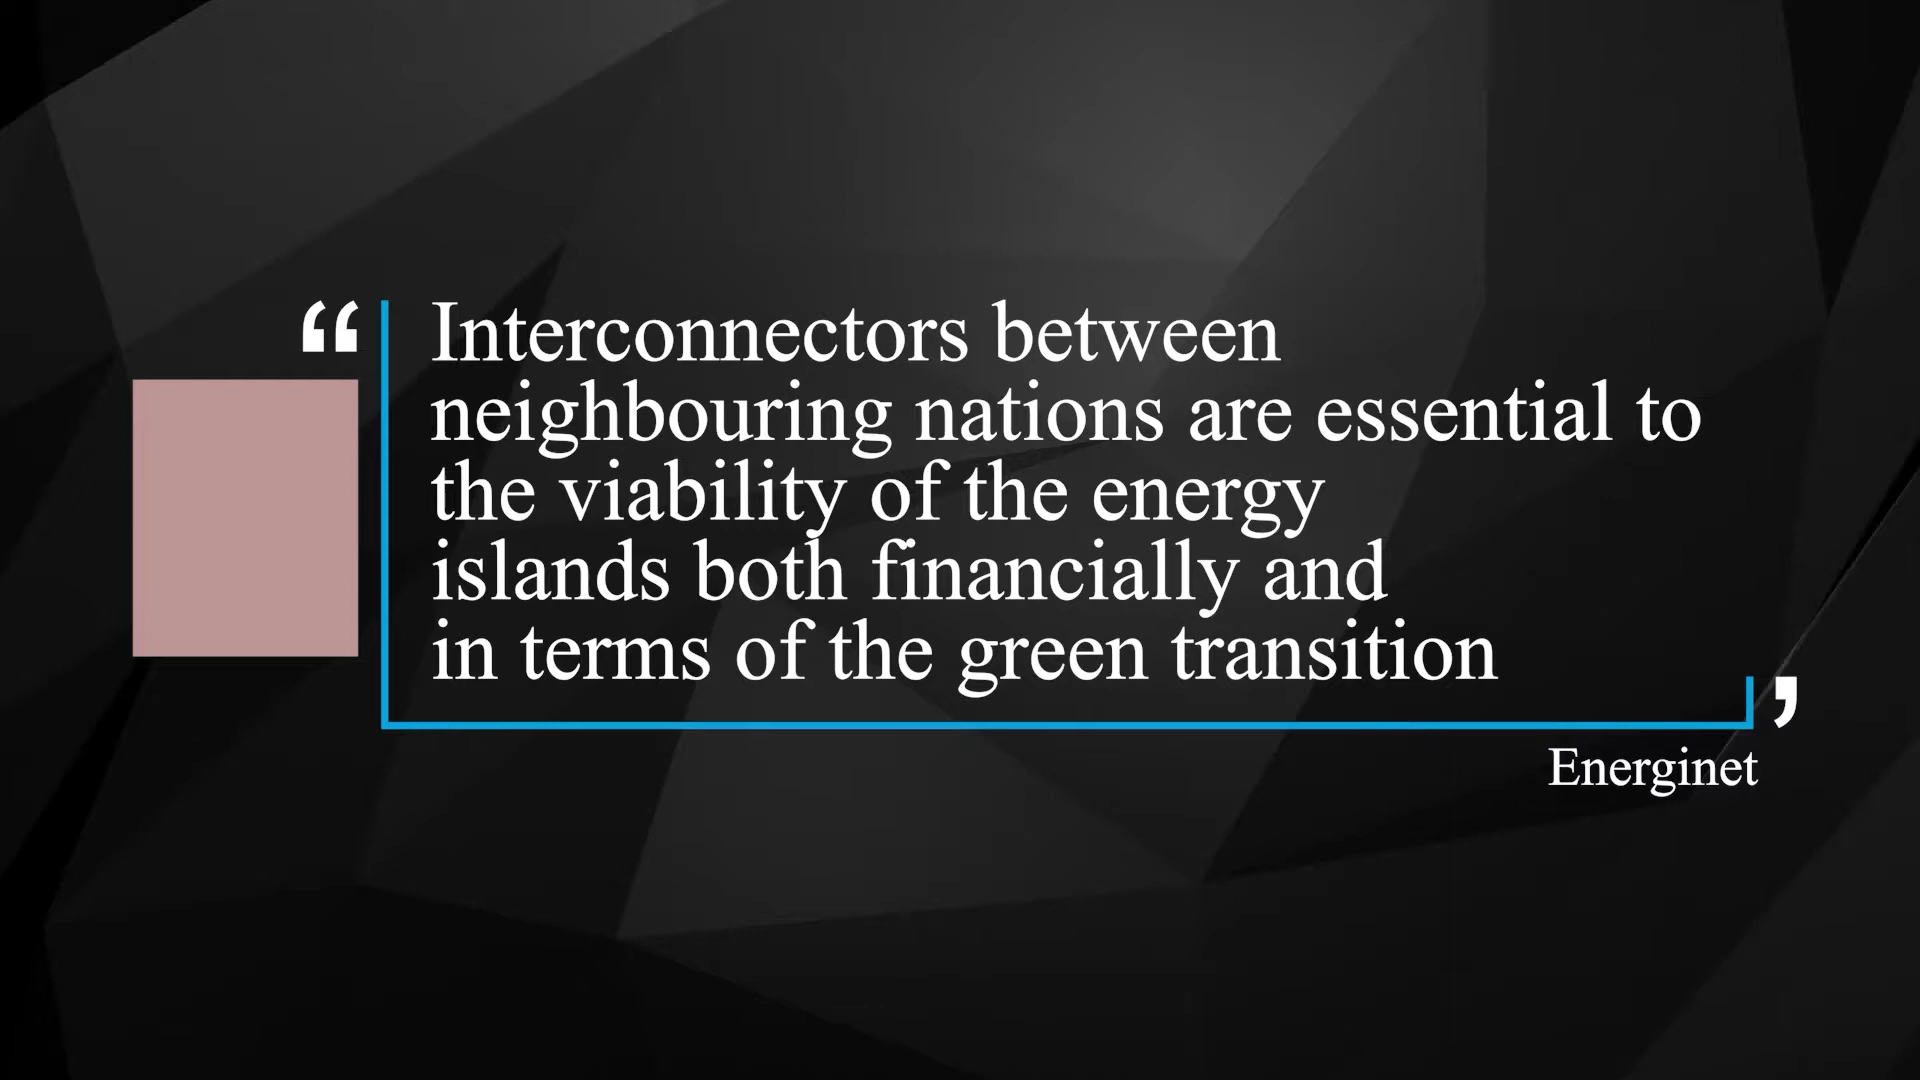 “ Interconnectors between
neighbouring nations are essential to
the viability of the energy
islands both financially and
in terms of the green transition
’
Energinet